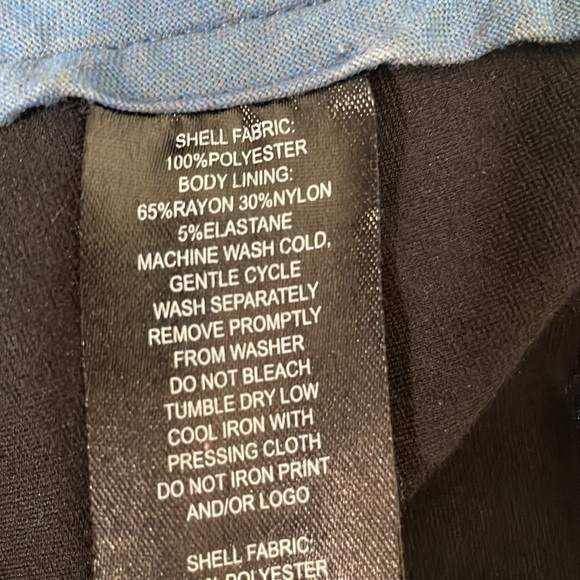 SHELL FABRIC:
100%POLYESTER
BODY LINING:
65%RAYON 30%NYLON
5%ELASTANE
MACHINE WASH COLD,
GENTLE CYCLE
WASH SEPARATELY
REMOVE PROMPTLY
FROM WASHER
DO NOT BLEACH
TUMBLE DRY LOW
COOL IRON WITH
PRESSING CLOTH
DO NOT IRON PRINT
AND/OR LOGO
SHELL FABRIC:
POLYESTER